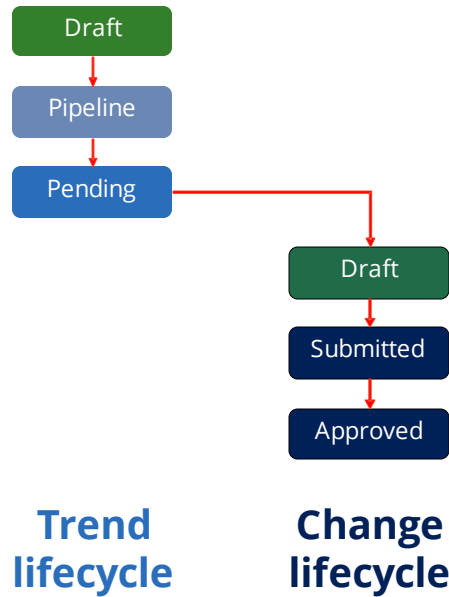 Draft
Pipeline
Pending
Draft
Submitted
Approved
Trend
lifecycle
Change
lifecycle